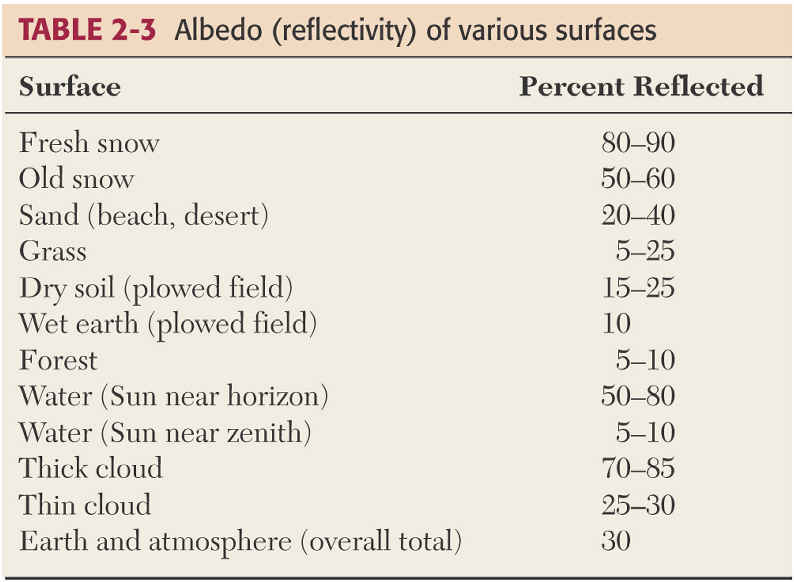 TABLE 2-3 Albedo (reflectivity) of various surfaces
Surface Percent Reflected
Fresh snow 80–90
Old snow 50–60
Sand (beach, desert) 20–40
Grass 5–25
Dry soil (plowed field) 15–25
Wet earth (plowed field) 10
Forest 5–10
Water (Sun near horizon) 50–80
Water (Sun near zenith) 5–10
Thick cloud 70–85
Thin cloud 25–30
Earth and atmosphere (overall total) 30